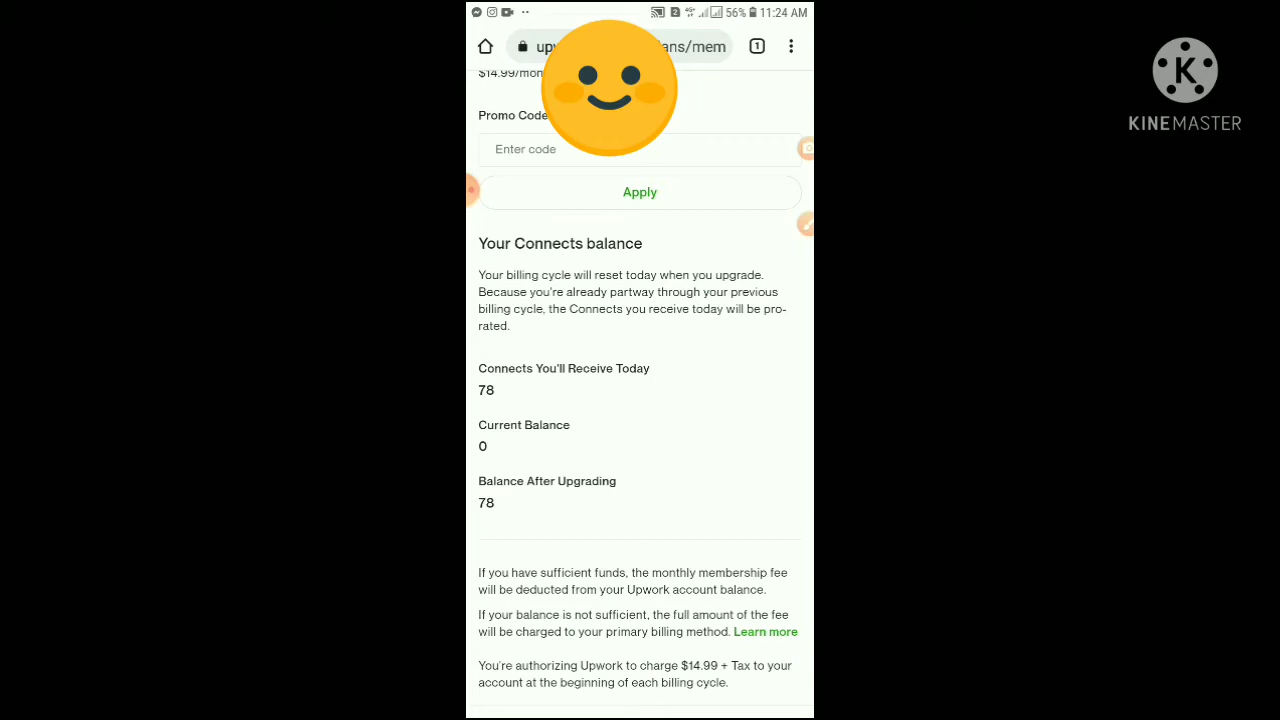 56% 11:24 AM
ans/mem
1
$14.99/mon
Promo Code
Enter code
Apply
Your Connects balance
Your billing cycle will reset today when you upgrade.
Because you're already partway through your previous
billing cycle, the Connects you receive today will be pro-
rated.
Connects You'll Receive Today
78
Current Balance
0
Balance After Upgrading
78
If you have sufficient funds, the monthly membership fee
will be deducted from your Upwork account balance.
If your balance is not sufficient, the full amount of the fee
will be charged to your primary billing method. Learn more
You're authorizing Upwork to charge $14.99 + Tax to your
account at the beginning of each billing cycle.
K
KINEMASTER